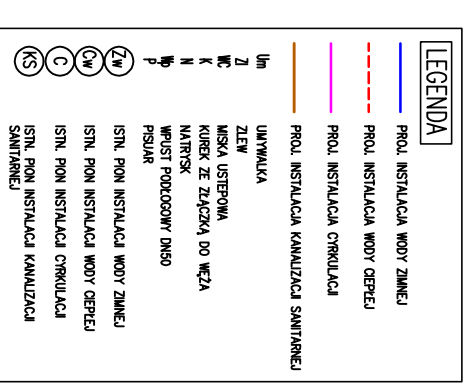 LEGENDA
PROJ. INSTALACJA WODY ZIMNEJ
PROJ. INSTALACJA WODY CIEPŁEJ
PROJ. INSTALACJA CYRKULACJI
PROJ. INSTALACJA KANALIZACJI SANITARNEJ
Um UMYWALKA
Zl ZLEW
WC MISKA USTEPOWA
K KUREK ZE ZŁĄCZKĄ DO WĘŻA
N NATRYSK
Wp WPUST PODŁOGOWY DN50
P PISUAR
Zw ISTN. PION INSTALACJI WODY ZIMNEJ
Cw ISTN. PION INSTALACJI WODY CIEPŁEJ
C ISTN. PION INSTALACJI CYRKULACJI
KS ISTN. PION INSTALACJI KANALIZACJI
SANITARNEJ